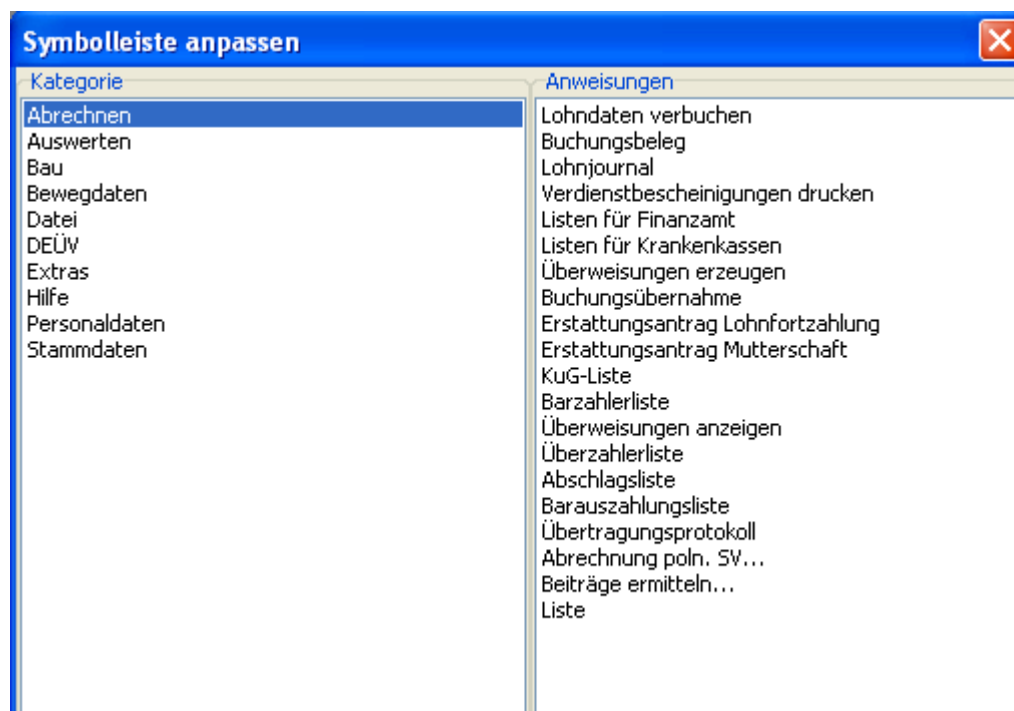 Symbolleiste anpassen
Kategorie
Abrechnen
Auswerten
Bau
Bewegdaten
Datei
DEÜV
Extras
Hilfe
Personaldaten
Stammdaten
Anweisungen
Lohndaten verbuchen
Buchungsbeleg
Lohnjournal
Verdienstbescheinigungen drucken
Listen für Finanzamt
Listen für Krankenkassen
Überweisungen erzeugen
Buchungsübernahme
Erstattungsantrag Lohnfortzahlung
Erstattungsantrag Mutterschaft
KuG-Liste
Barzahlerliste
Überweisungen anzeigen
Überzahlerliste
Abschlagsliste
Barauszahlungsliste
Übertragungsprotokoll
Abrechnung poln. SV...
Beiträge ermitteln...
Liste